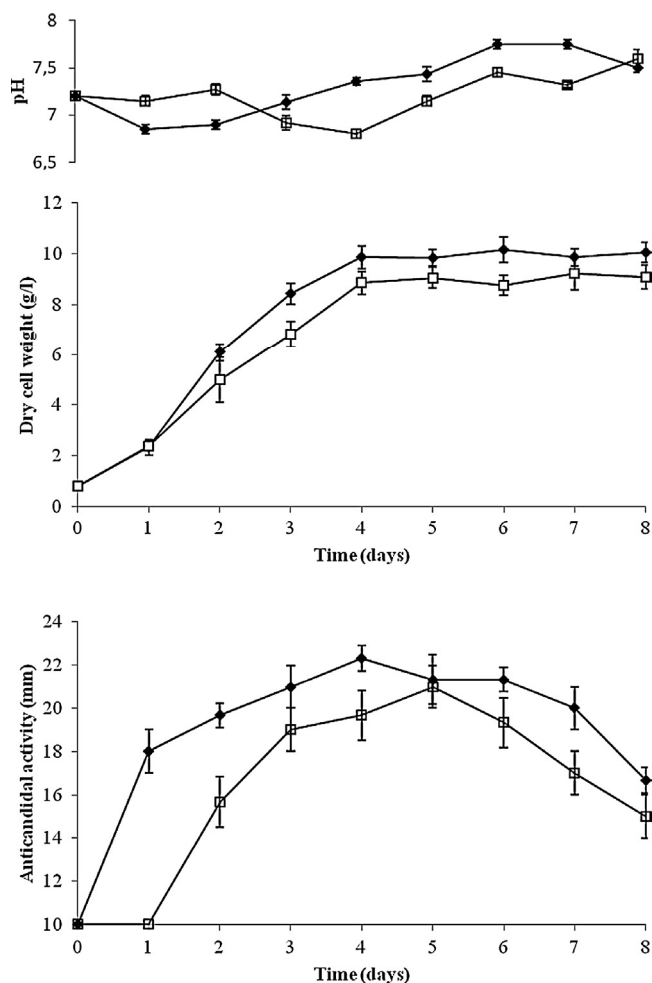 8
7,5
7
6,5
pH
12
10
8
6
4
2
0
Dry cell weight (g/l)
0 1 2 3 4 5 6 7 8
Time (days)
24
22
20
18
16
14
12
10
Anticandidal activity (mm)
0 1 2 3 4 5 6 7 8
Time (days)